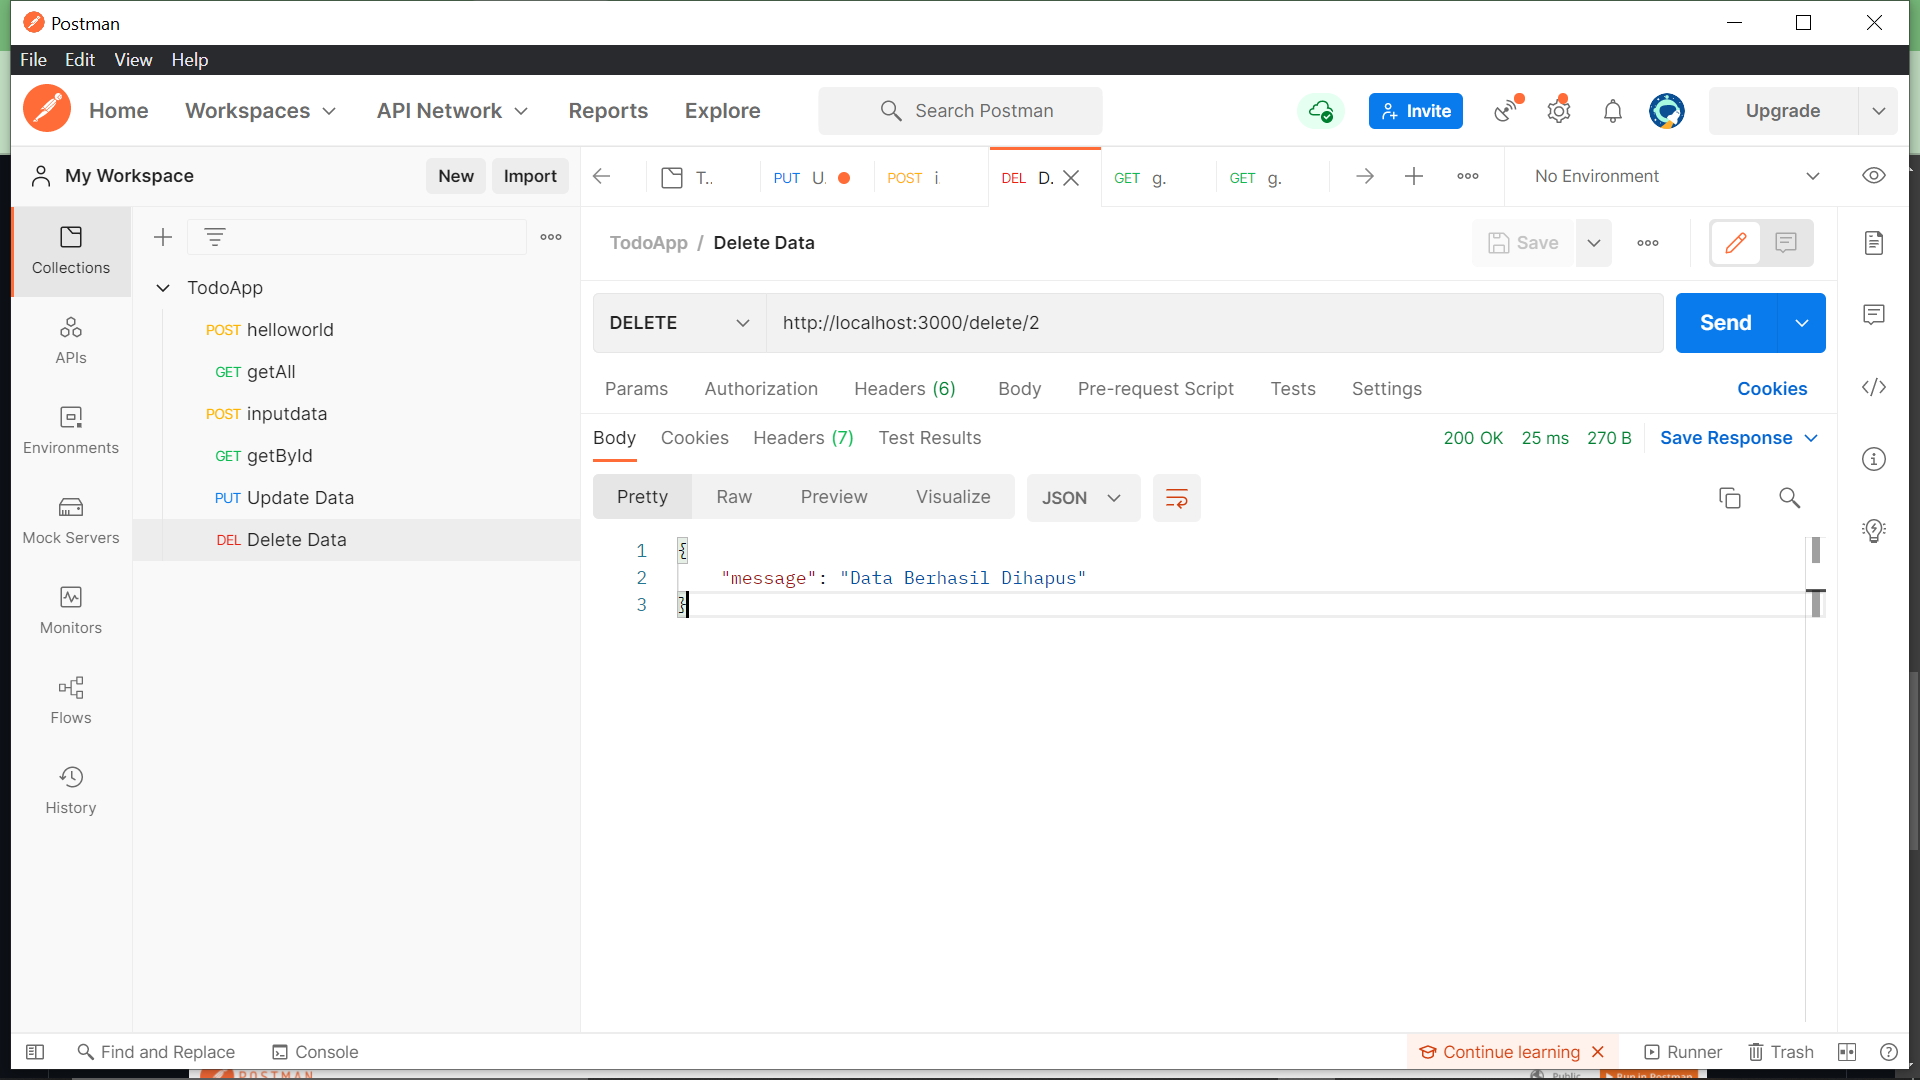 Postman
File Edit View Help
Home Workspaces API Network Reports Explore Search Postman Invite Upgrade
My Workspace New Import
T.. PUT U. POST i DEL D. GET g. GET g. No Environment
Collections
APIs
Environments
Mock Servers
Monitors
Flows
History
TodoApp
POST helloworld
GET getAll
POST inputdata
GET getById
PUT Update Data
DEL Delete Data
TodoApp / Delete Data Save
DELETE http://localhost:3000/delete/2 Send
Params Authorization Headers (6) Body Pre-request Script Tests Settings Cookies
Body Cookies Headers (7) Test Results 200 OK 25 ms 270 B Save Response
Pretty Raw Preview Visualize JSON
1 {
2 "message": "Data Berhasil Dihapus"
3 }
Find and Replace Console Continue learning Runner Trash
POSTMAN Public Run in Postman